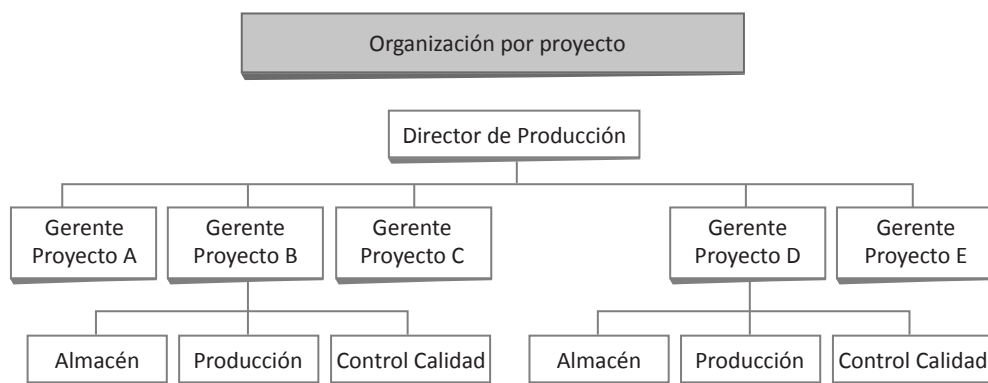 Organización por proyecto
Director de Producción
Gerente
Proyecto A
Gerente
Proyecto B
Gerente
Proyecto C
Gerente
Proyecto D
Gerente
Proyecto E
Almacén
Producción
Control Calidad
Almacén
Producción
Control Calidad